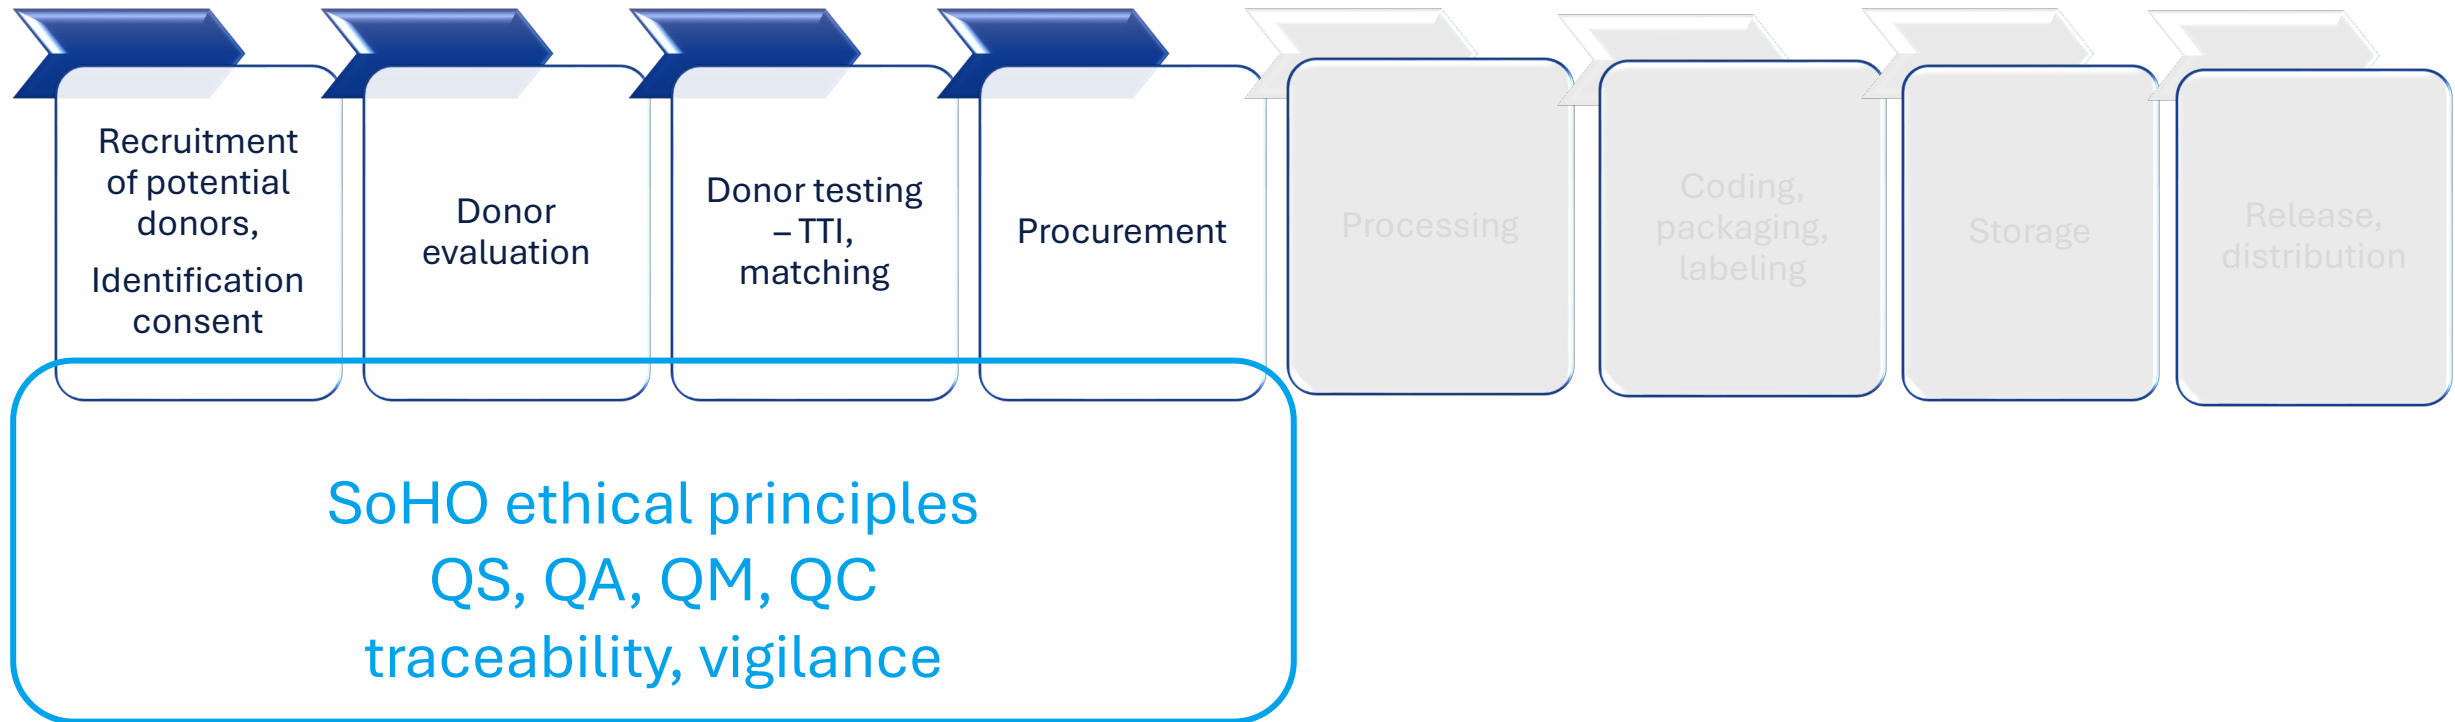 Recruitment
of potential
donors,
Identification
consent
Donor
evaluation
Donor testing
– TTI,
matching
Procurement
Processing
Coding,
packaging,
labeling
Storage
Release,
distribution
SoHO ethical principles
QS, QA, QM, QC
traceability, vigilance